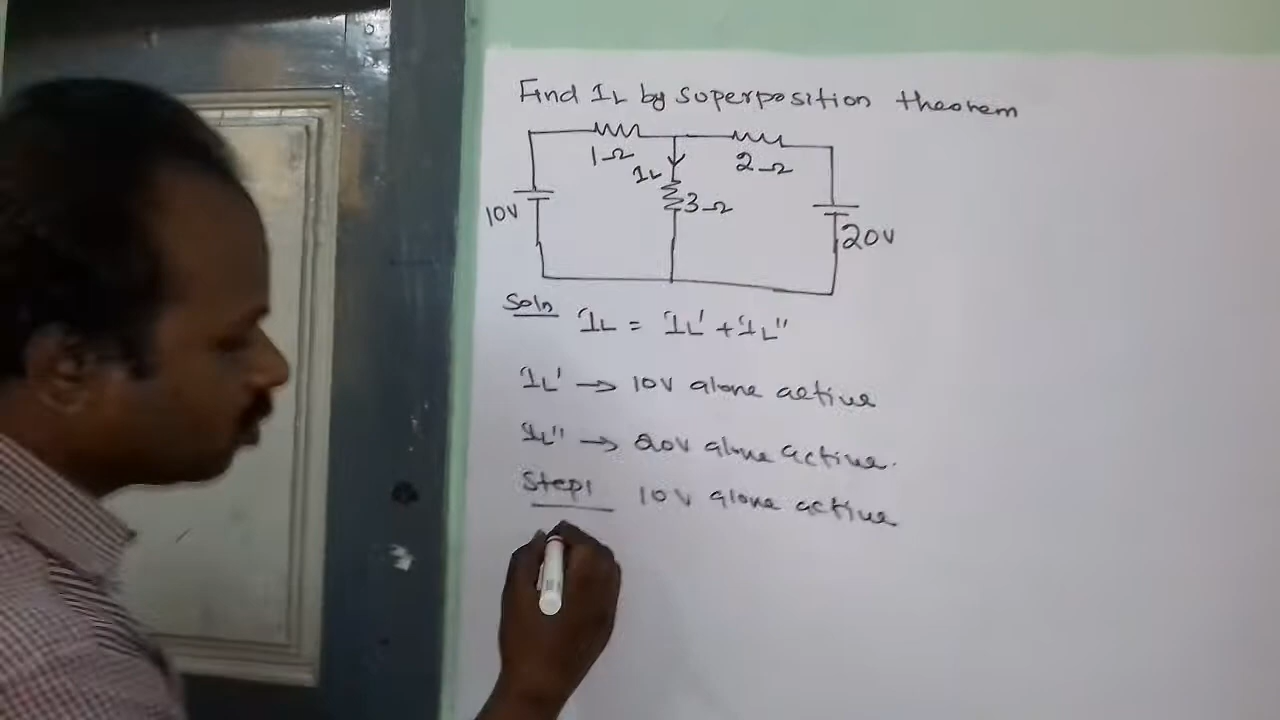 Find IL by superposition theorem
1Ω
2Ω
IL
3Ω
10V
20V
Soln IL = IL' + IL"
IL' → 10V alone active
IL" → 20V alone active.
Step1 10V alone active